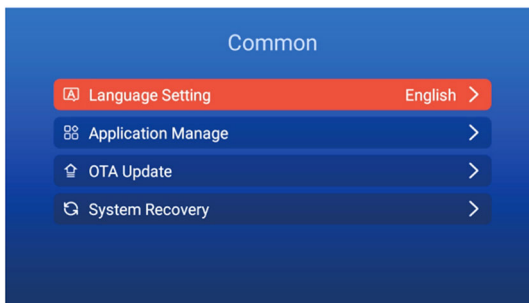 Common
Language Setting English
Application Manage
OTA Update
System Recovery